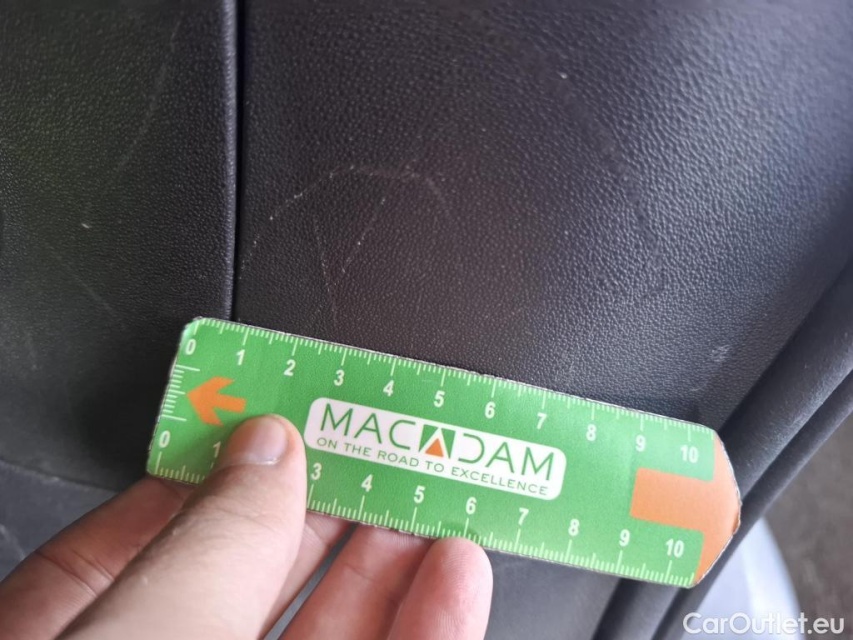 0 1 2 3 4 5 6 7 8 9 10
MACADAM
ON THE ROAD TO EXCELLENCE
0 1 3 4 5 6 7 8 9 10
CarOutlet.eu